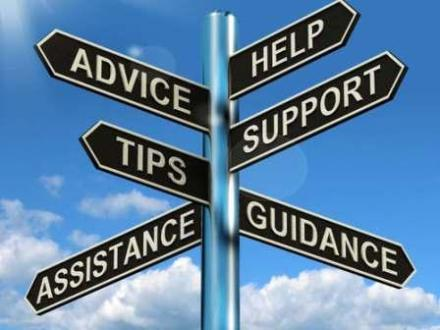 ADVICE
HELP
SUPPORT
TIPS
ASSISTANCE
GUIDANCE